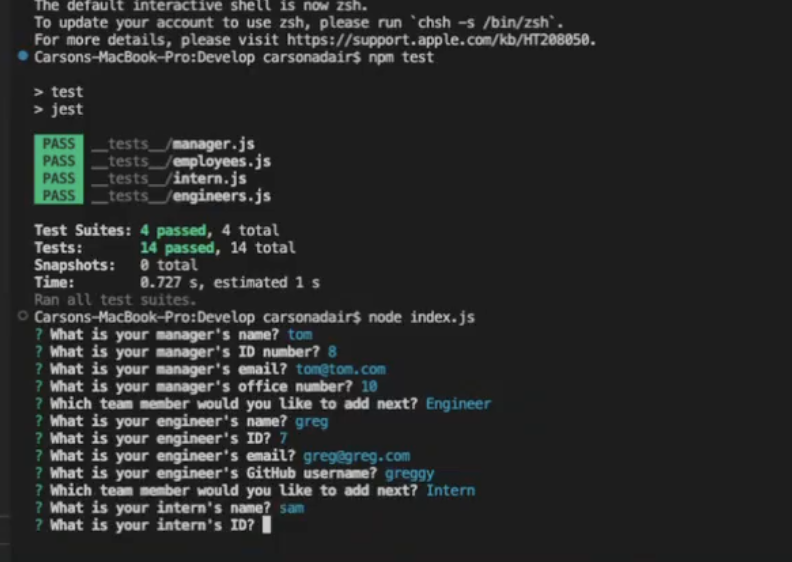 The default interactive shell is now zsh.
To update your account to use zsh, please run `chsh -s /bin/zsh`.
For more details, please visit https://support.apple.com/kb/HT208050.
Carsons-MacBook-Pro:Develop carsonadair$ npm test
> test
> jest
PASS __tests__/manager.js
PASS __tests__/employees.js
PASS __tests__/intern.js
PASS __tests__/engineers.js
Test Suites: 4 passed, 4 total
Tests: 14 passed, 14 total
Snapshots: 0 total
Time: 0.727 s, estimated 1 s
Ran all test suites.
Carsons-MacBook-Pro:Develop carsonadair$ node index.js
? What is your manager's name? tom
? What is your manager's ID number? 8
? What is your manager's email? tom@tom.com
? What is your manager's office number? 10
? Which team member would you like to add next? Engineer
? What is your engineer's name? greg
? What is your engineer's ID? 7
? What is your engineer's email? greg@greg.com
? What is your engineer's GitHub username? greggy
? Which team member would you like to add next? Intern
? What is your intern's name? sam
? What is your intern's ID?